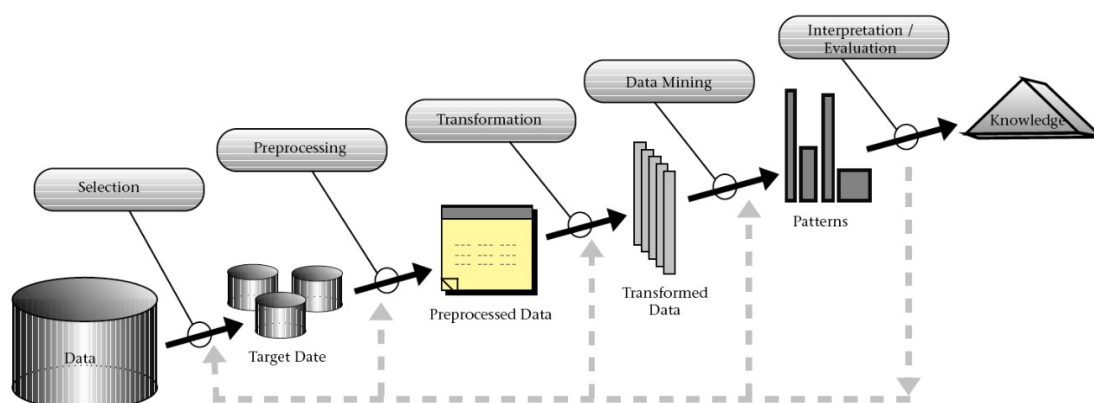 Interpretation /
Evaluation
Data Mining
Transformation
Preprocessing
Selection
Knowledge
Patterns
Transformed
Data
Preprocessed Data
Target Date
Data